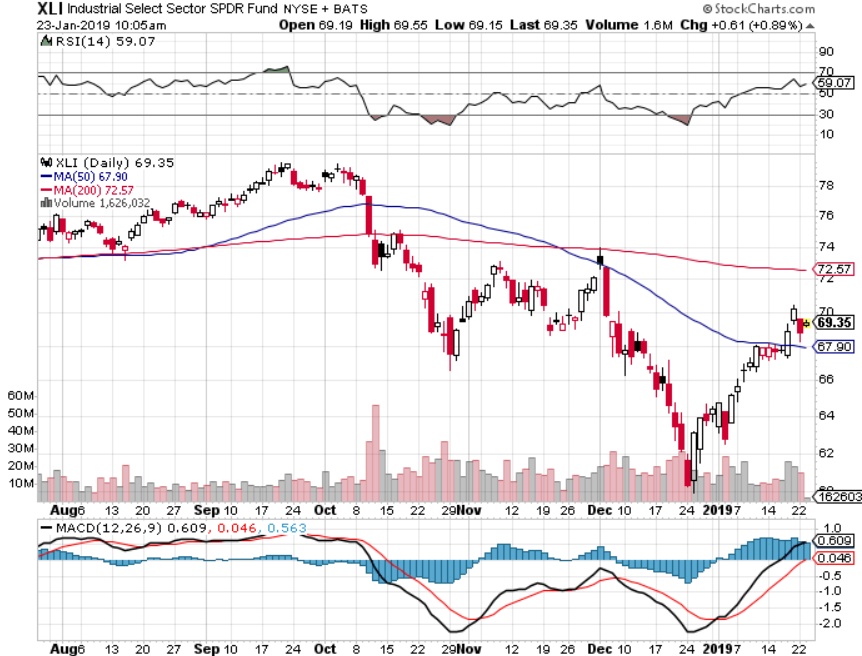 XLI Industrial Select Sector SPDR Fund NYSE + BATS © StockCharts.com
23-Jan-2019 10:05am Open 69.19 High 69.55 Low 69.15 Last 69.35 Volume 1.6M Chg +0.61 (+0.89%)
RSI(14) 59.07
90
70
59.07
50
30
10
XLI (Daily) 69.35
MA(50) 67.90
MA(200) 72.57
Volume 1,626,032
78
76
74
72.57
72
70
69.35
67.90
66
64
62
60M
50M
40M
30M
20M
10M
Aug 6 13 20 27 Sep 10 17 24 Oct 8 15 22 29 Nov 12 19 26 Dec 10 17 24 2019 7 14 22
MACD(12,26,9) 0.609, 0.046, 0.563
1.0
0.609
0.046
-0.5
-1.0
-1.5
-2.0
Aug 6 13 20 27 Sep 10 17 24 Oct 8 15 22 29 Nov 12 19 26 Dec 10 17 24 2019 7 14 22